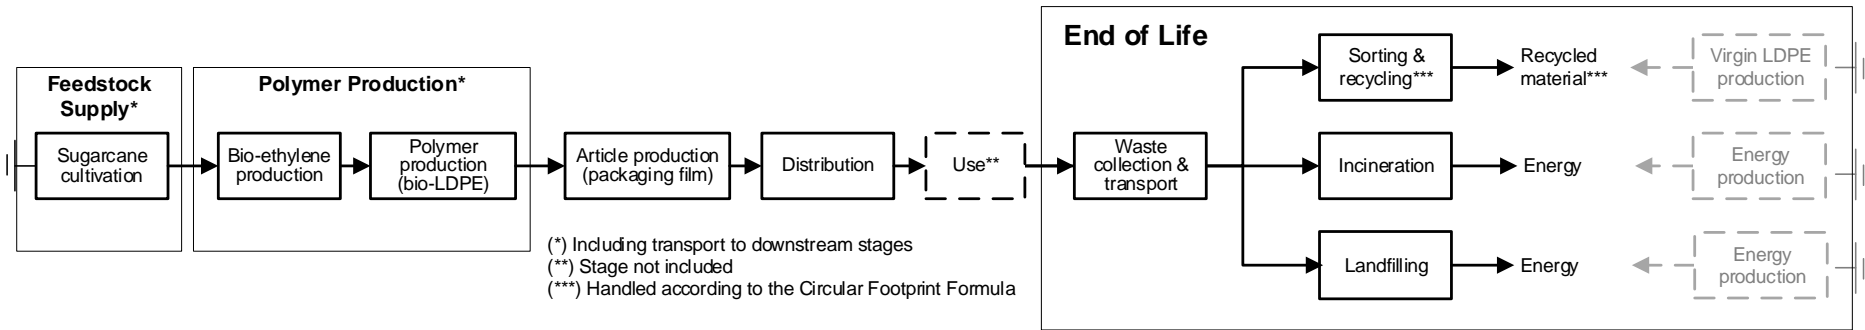 End of Life
Feedstock
Supply*
Polymer Production*
Sugarcane
cultivation
Bio-ethylene
production
Polymer
production
(bio-LDPE)
Article production
(packaging film)
Distribution
Use**
Waste
collection &
transport
Sorting &
recycling***
Recycled
material***
Virgin LDPE
production
Incineration
Energy
Energy
production
Landfilling
Energy
Energy
production
(*) Including transport to downstream stages
(**) Stage not included
(***) Handled according to the Circular Footprint Formula